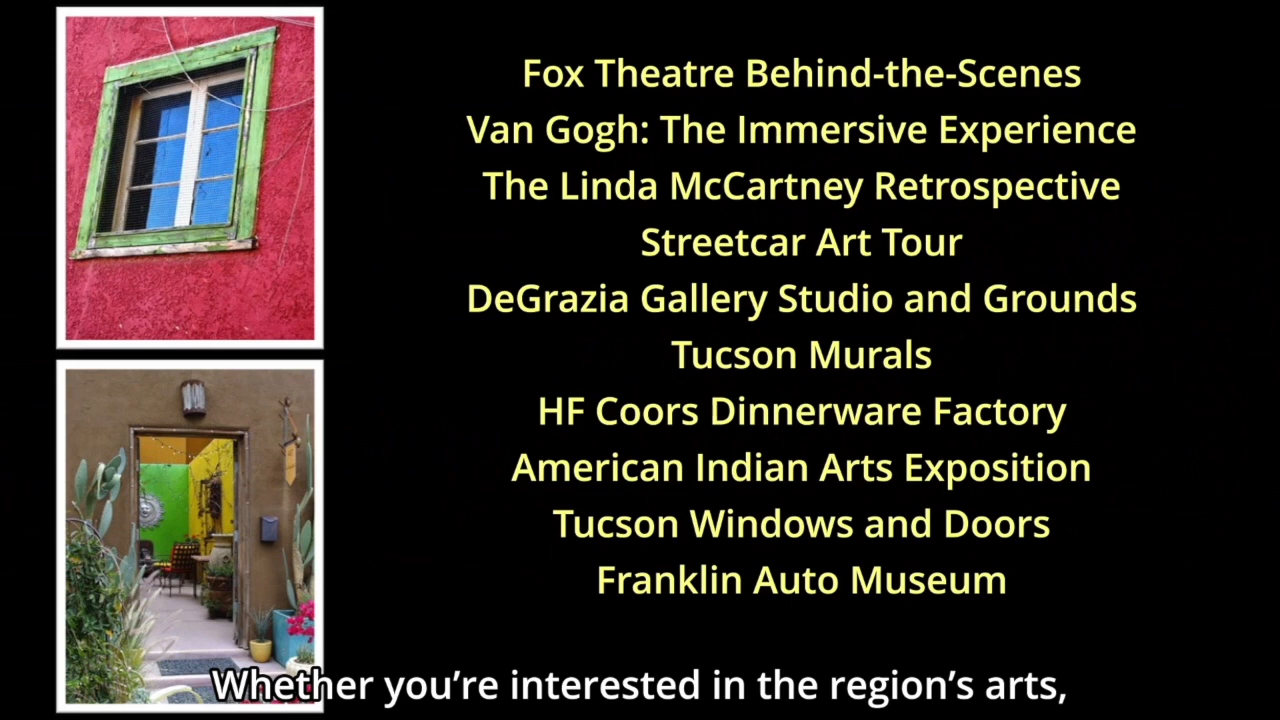 Fox Theatre Behind-the-Scenes
Van Gogh: The Immersive Experience
The Linda McCartney Retrospective
Streetcar Art Tour
DeGrazia Gallery Studio and Grounds
Tucson Murals
HF Coors Dinnerware Factory
American Indian Arts Exposition
Tucson Windows and Doors
Franklin Auto Museum
Whether you’re interested in the region’s arts,